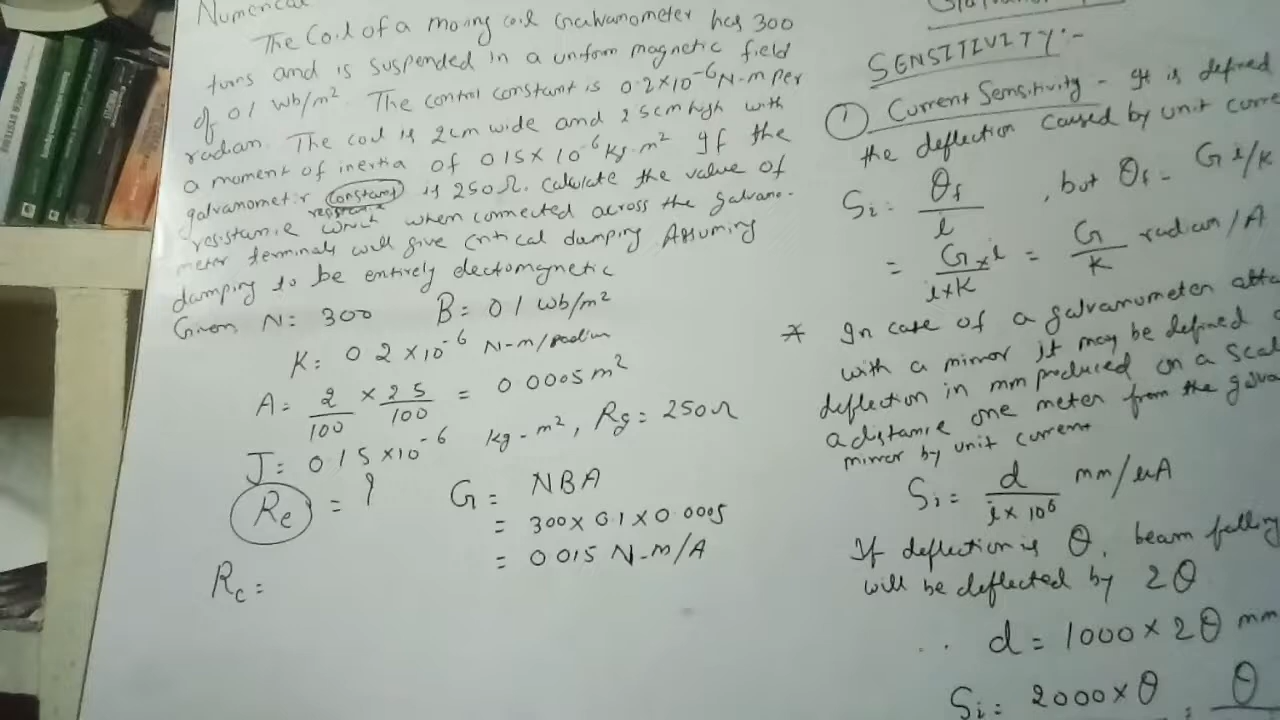 Numerical
The Coil of a moving coil Galvanometer has 300
turns and is suspended in a uniform magnetic field
of 0.1 wb/m². The control constant is 0.2×10⁻⁶ N-m per
radian. The coil is 2cm wide and 2.5cm high with
a moment of inertia of 0.15×10⁻⁶ kg.m² If the
galvanometer constant is 250Ω. Calculate the value of
resistance
resistance which when connected across the galvano-
meter terminals will give critical damping Assuming
damping to be entirely electromagnetic
Given N = 300 B = 0.1 wb/m²
K = 0.2×10⁻⁶ N-m/radian
A = 2/100 × 2.5/100 = 0.0005m²
J = 0.15×10⁻⁶ kg-m², Rg = 250Ω
Re = ?
G = NBA
= 300×0.1×0.0005
= 0.015 N-m/A
Rc =
SENSITIVITY:-
① Current Sensitivity - It is defined
the deflection caused by unit curre
Si = θf/i, but θf = Gi/K
= G×i/i×K = G/K radian/A
* In case of a galvanometer atta
with a mirror it may be defined
deflection in mm produced on a scal
a distance one meter from the galva
mirror by unit current
Si = d/i×10⁶ mm/uA
If deflection is θ, beam falling
will be deflected by 2θ
∴ d = 1000×2θ mm
Si = 2000×θ
θ